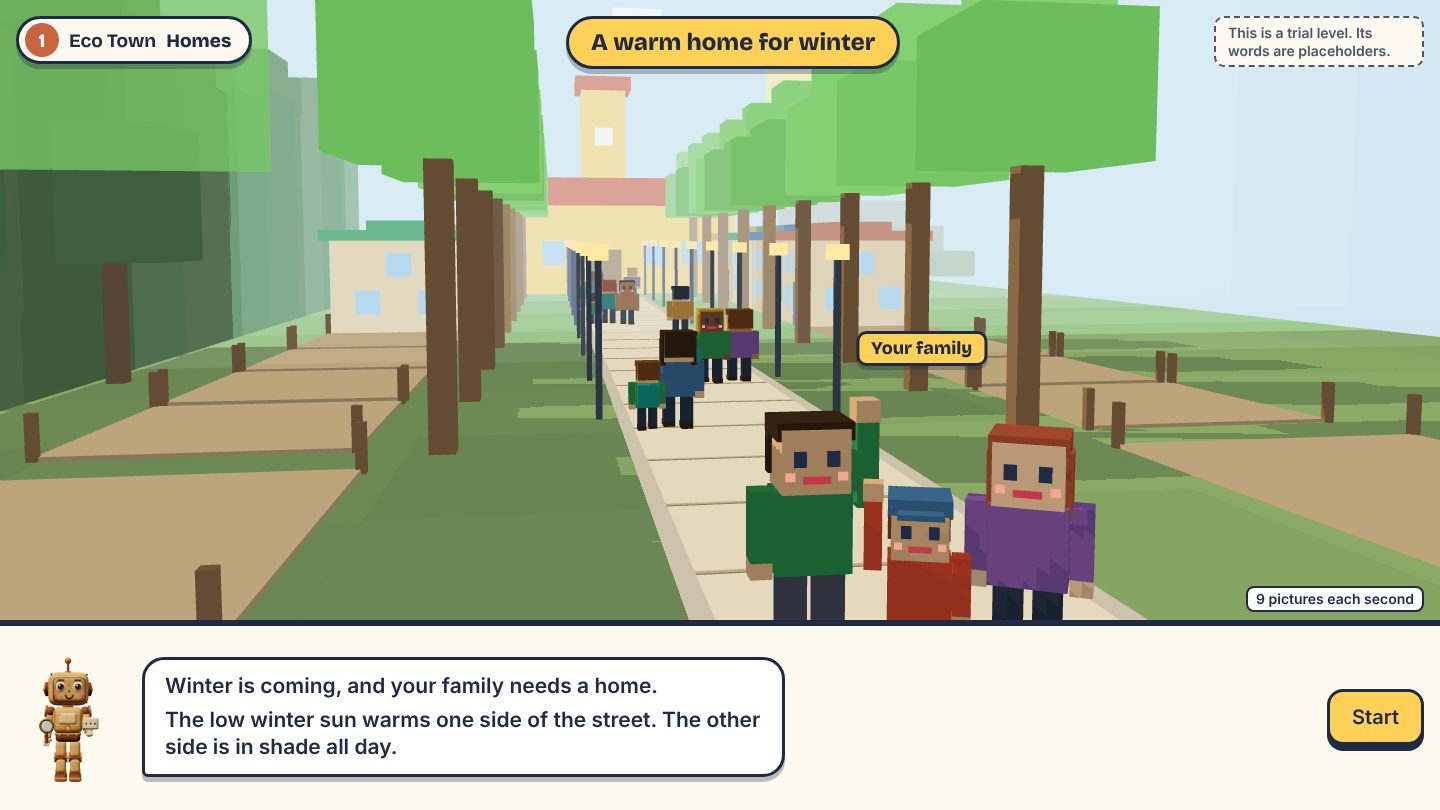 1 Eco Town Homes
A warm home for winter
This is a trial level. Its
words are placeholders.
Your family
9 pictures each second
Winter is coming, and your family needs a home.
The low winter sun warms one side of the street. The other
side is in shade all day.
Start